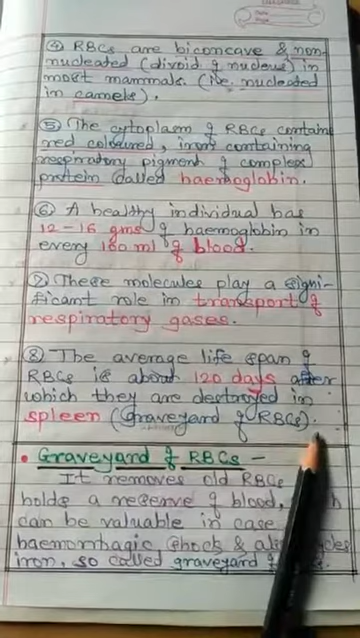 ④ RBCs are biconcave & non-
nucleated (divoid of nucleus) in
most mammals. (i.e. nucleated
in camels).
⑤ The cytoplasm of RBCs contains
red coloured, iron containing
respiratory pigment of complex
protein called haemoglobin.
⑥ A healthy individual has
12-16 gms of haemoglobin in
every 100 ml of blood.
⑦ These molecules play a signi-
ficant role in transport of
respiratory gases.
⑧ The average life span of
RBCs is about 120 days after
which they are destroyed in
spleen (Graveyard of RBCs).
• Graveyard of RBCs -
It removes old RBCs
holds a reserve of blood,
can be valuable in case
haemorrhagic shock &
iron, so called graveyard